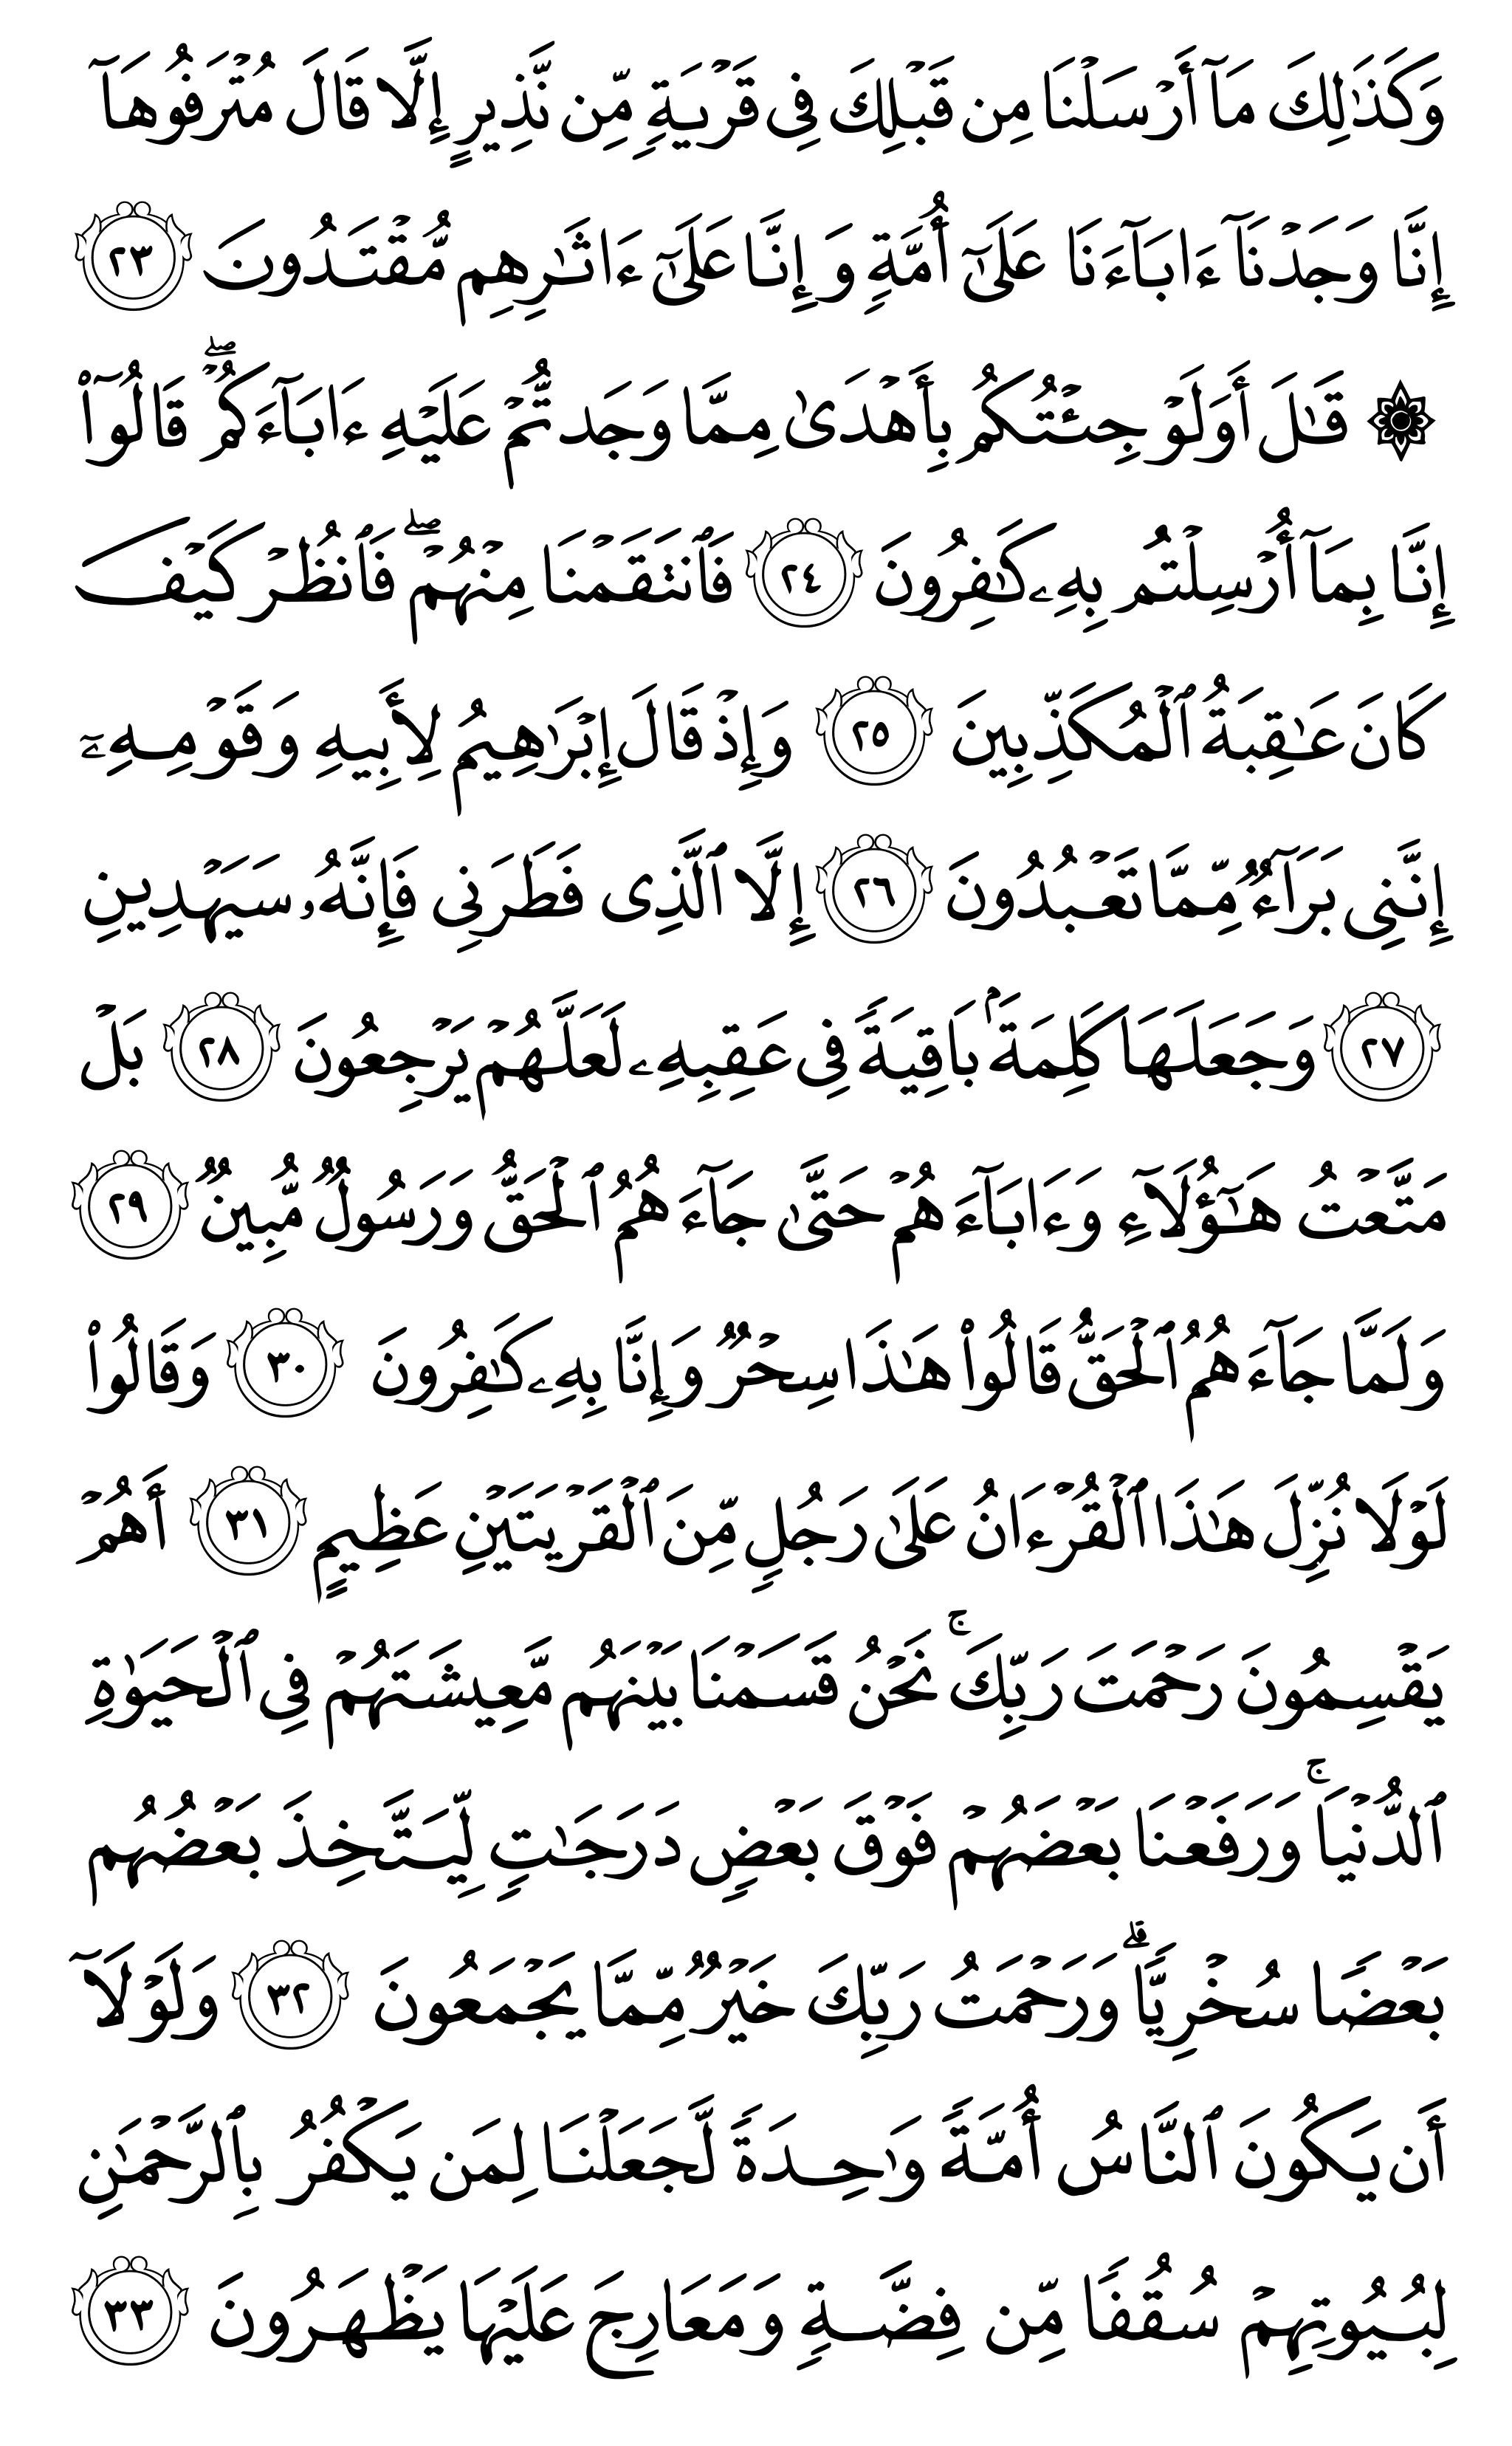 وَكَذَٰلِكَ مَآ أَرۡسَلۡنَا مِن قَبۡلِكَ فِى قَرۡيَةٍ مِّن نَّذِيرٍ إِلَّا قَالَ مُتۡرَفُوهَآ
إِنَّا وَجَدۡنَآ ءَابَآءَنَا عَلَىٰٓ أُمَّةٍ وَإِنَّا عَلَىٰٓ ءَاثَٰرِهِم مُّقۡتَدُونَ ٢٣
۞ قَٰلَ أَوَلَوۡ جِئۡتُكُم بِأَهۡدَىٰ مِمَّا وَجَدتُّمۡ عَلَيۡهِ ءَابَآءَكُمۡۖ قَالُوٓاْ
إِنَّا بِمَآ أُرۡسِلۡتُم بِهِۦ كَٰفِرُونَ ٢٤ فَٱنتَقَمۡنَا مِنۡهُمۡۖ فَٱنظُرۡ كَيۡفَ
كَانَ عَٰقِبَةُ ٱلۡمُكَذِّبِينَ ٢٥ وَإِذۡ قَالَ إِبۡرَٰهِيمُ لِأَبِيهِ وَقَوۡمِهِۦٓ
إِنَّنِى بَرَآءٌ مِّمَّا تَعۡبُدُونَ ٢٦ إِلَّا ٱلَّذِى فَطَرَنِى فَإِنَّهُۥ سَيَهۡدِينِ
٢٧ وَجَعَلَهَا كَلِمَةَۢ بَاقِيَةً فِى عَقِبِهِۦ لَعَلَّهُمۡ يَرۡجِعُونَ ٢٨ بَلۡ
مَتَّعۡتُ هَٰٓؤُلَآءِ وَءَابَآءَهُمۡ حَتَّىٰ جَآءَهُمُ ٱلۡحَقُّ وَرَسُولٌ مُّبِينٌ ٢٩
وَلَمَّا جَآءَهُمُ ٱلۡحَقُّ قَالُواْ هَٰذَا سِحۡرٌ وَإِنَّا بِهِۦ كَٰفِرُونَ ٣٠ وَقَالُواْ
لَوۡلَا نُزِّلَ هَٰذَا ٱلۡقُرۡءَانُ عَلَىٰ رَجُلٍ مِّنَ ٱلۡقَرۡيَتَيۡنِ عَظِيمٍ ٣١ أَهُمۡ
يَقۡسِمُونَ رَحۡمَتَ رَبِّكَۚ نَحۡنُ قَسَمۡنَا بَيۡنَهُم مَّعِيشَتَهُمۡ فِى ٱلۡحَيَوٰةِ
ٱلدُّنۡيَاۚ وَرَفَعۡنَا بَعۡضَهُمۡ فَوۡقَ بَعۡضٍ دَرَجَٰتٍ لِّيَتَّخِذَ بَعۡضُهُم
بَعۡضًا سُخۡرِيًّاۗ وَرَحۡمَتُ رَبِّكَ خَيۡرٌ مِّمَّا يَجۡمَعُونَ ٣٢ وَلَوۡلَآ
أَن يَكُونَ ٱلنَّاسُ أُمَّةً وَٰحِدَةً لَّجَعَلۡنَا لِمَن يَكۡفُرُ بِٱلرَّحۡمَٰنِ
لِبُيُوتِهِمۡ سُقُفًا مِّن فِضَّةٍ وَمَعَارِجَ عَلَيۡهَا يَظۡهَرُونَ ٣٣